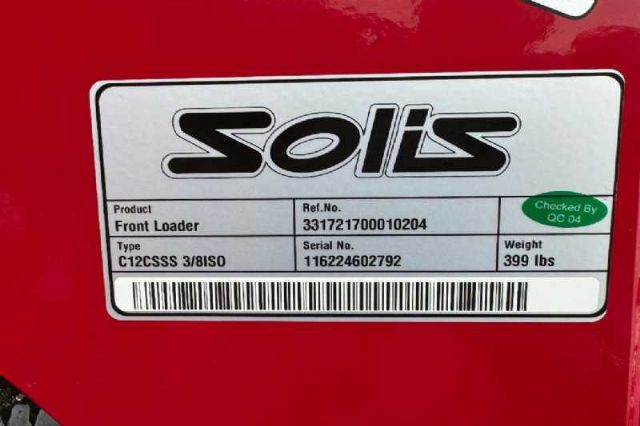 Solis
Product
Front Loader
Ref.No.
331721700010204
Checked By
QC 04
Type
C12CSSS 3/8ISO
Serial No.
116224602792
Weight
399 lbs